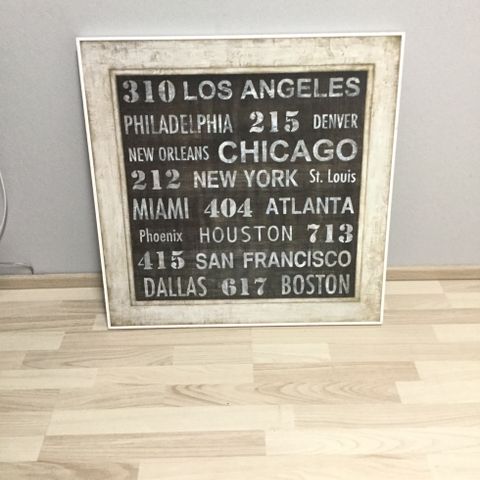 310 LOS ANGELES
PHILADELPHIA 215 DENVER
NEW ORLEANS CHICAGO
212 NEW YORK St. Louis
MIAMI 404 ATLANTA
Phoenix HOUSTON 713
415 SAN FRANCISCO
DALLAS 617 BOSTON